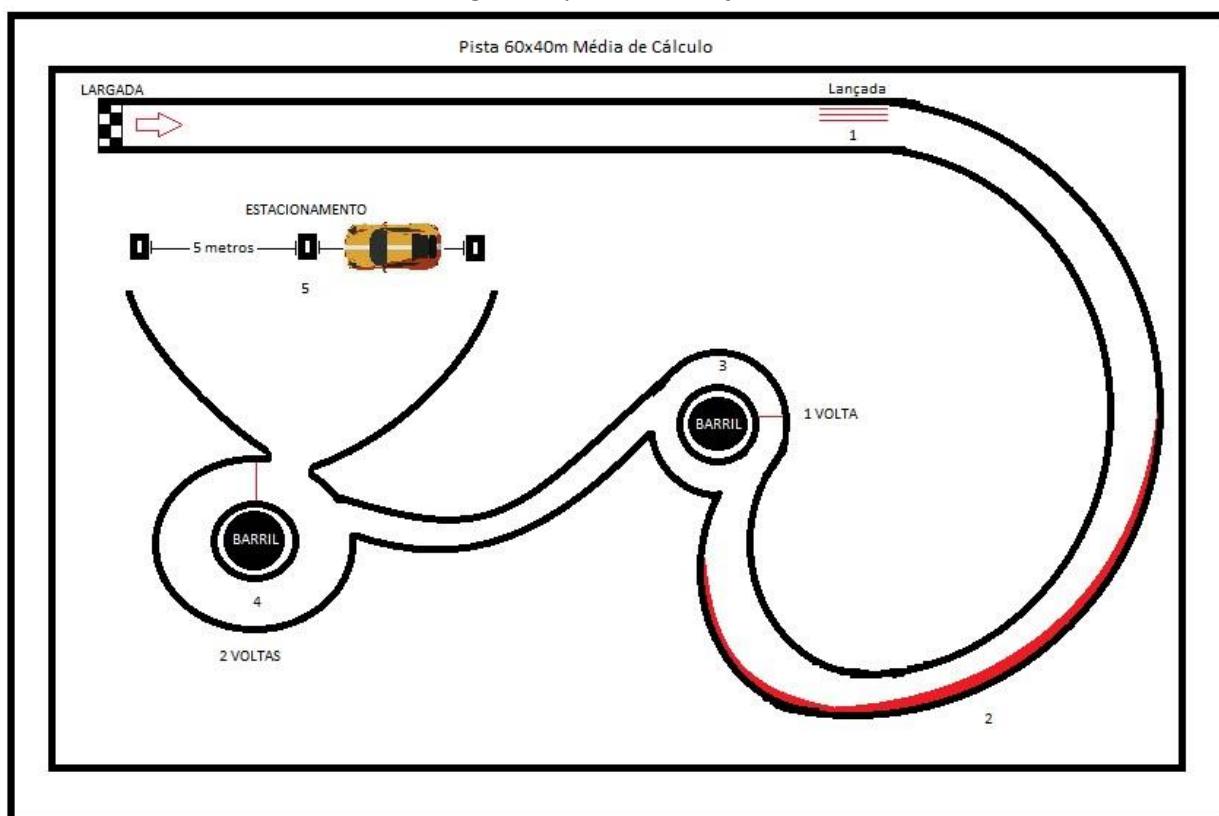 Pista 60x40m Média de Cálculo
LARGADA
Lançada
1
ESTACIONAMENTO
5 metros
5
3
BARRIL
1 VOLTA
BARRIL
4
2 VOLTAS
2